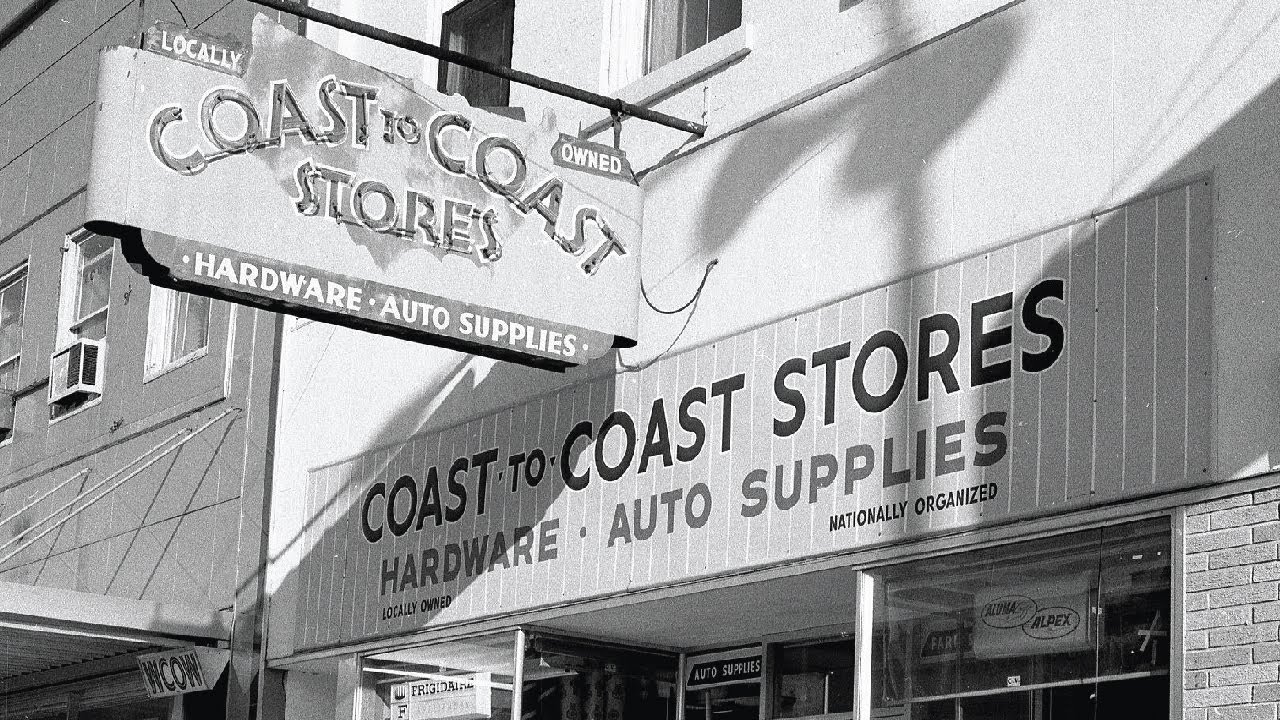 LOCALLY
COAST TO COAST
OWNED
STORES
· HARDWARE · AUTO SUPPLIES ·
COAST · TO · COAST STORES
HARDWARE · AUTO SUPPLIES
NATIONALLY ORGANIZED
LOCALLY OWNED
ALPEX
AUTO SUPPLIES
FRIGIDAIRE